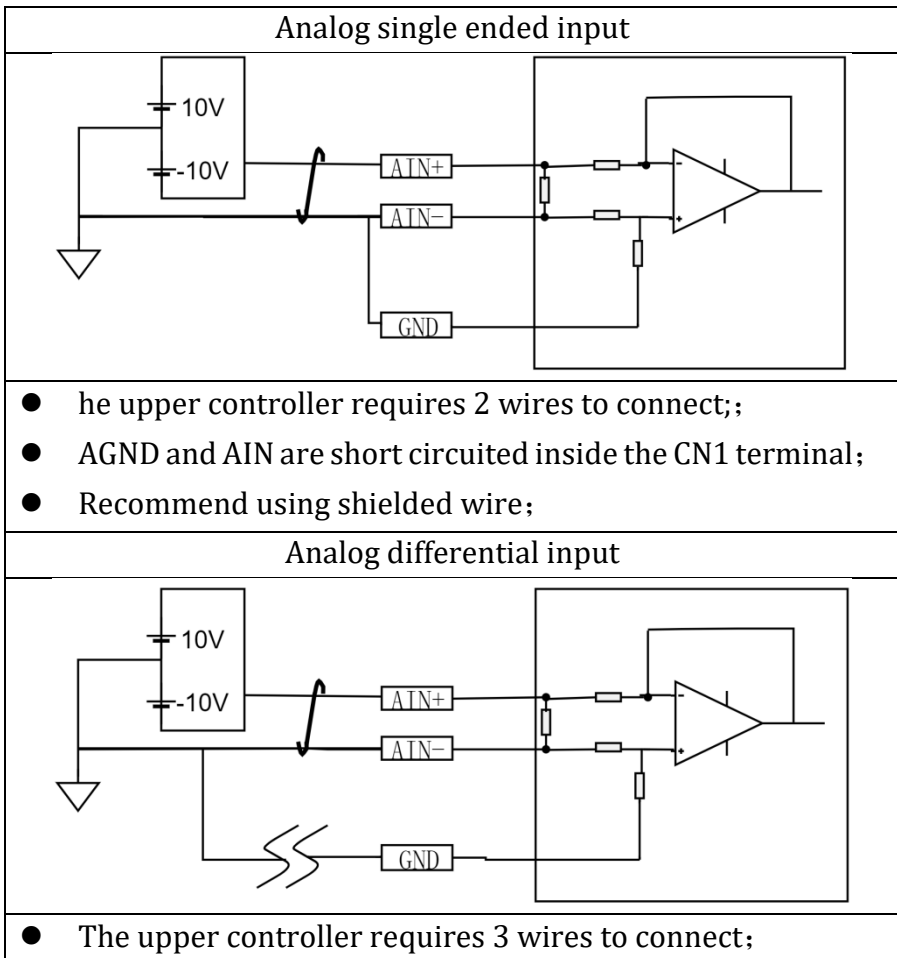 Analog single ended input
10V
-10V
AIN+
AIN-
GND
-
+
● he upper controller requires 2 wires to connect;;
● AGND and AIN are short circuited inside the CN1 terminal；
● Recommend using shielded wire；
Analog differential input
10V
-10V
AIN+
AIN-
GND
-
+
● The upper controller requires 3 wires to connect；